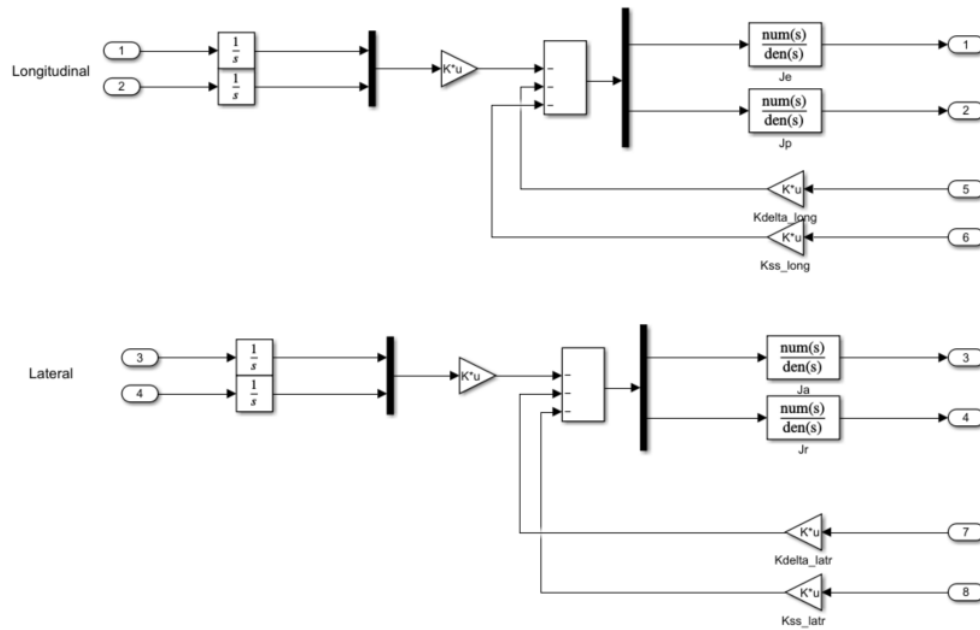 1
1
s
num(s)
den(s)
1
Je
Longitudinal
2
1
s
K*u
−
−
−
num(s)
den(s)
2
Jp
K*u
5
Kdelta_long
K*u
6
Kss_long
Lateral
3
1
s
num(s)
den(s)
3
Ja
4
1
s
K*u
−
−
−
num(s)
den(s)
4
Jr
K*u
7
Kdelta_latr
K*u
8
Kss_latr